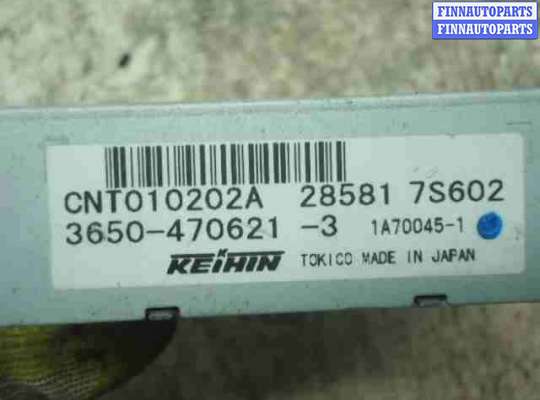 FINNAUTOPARTS
FINNAUTOPARTS
CNT010202A 28581 7S602
3650-470621 -3 1A70045-1
KEIHIN TOKICO MADE IN JAPAN